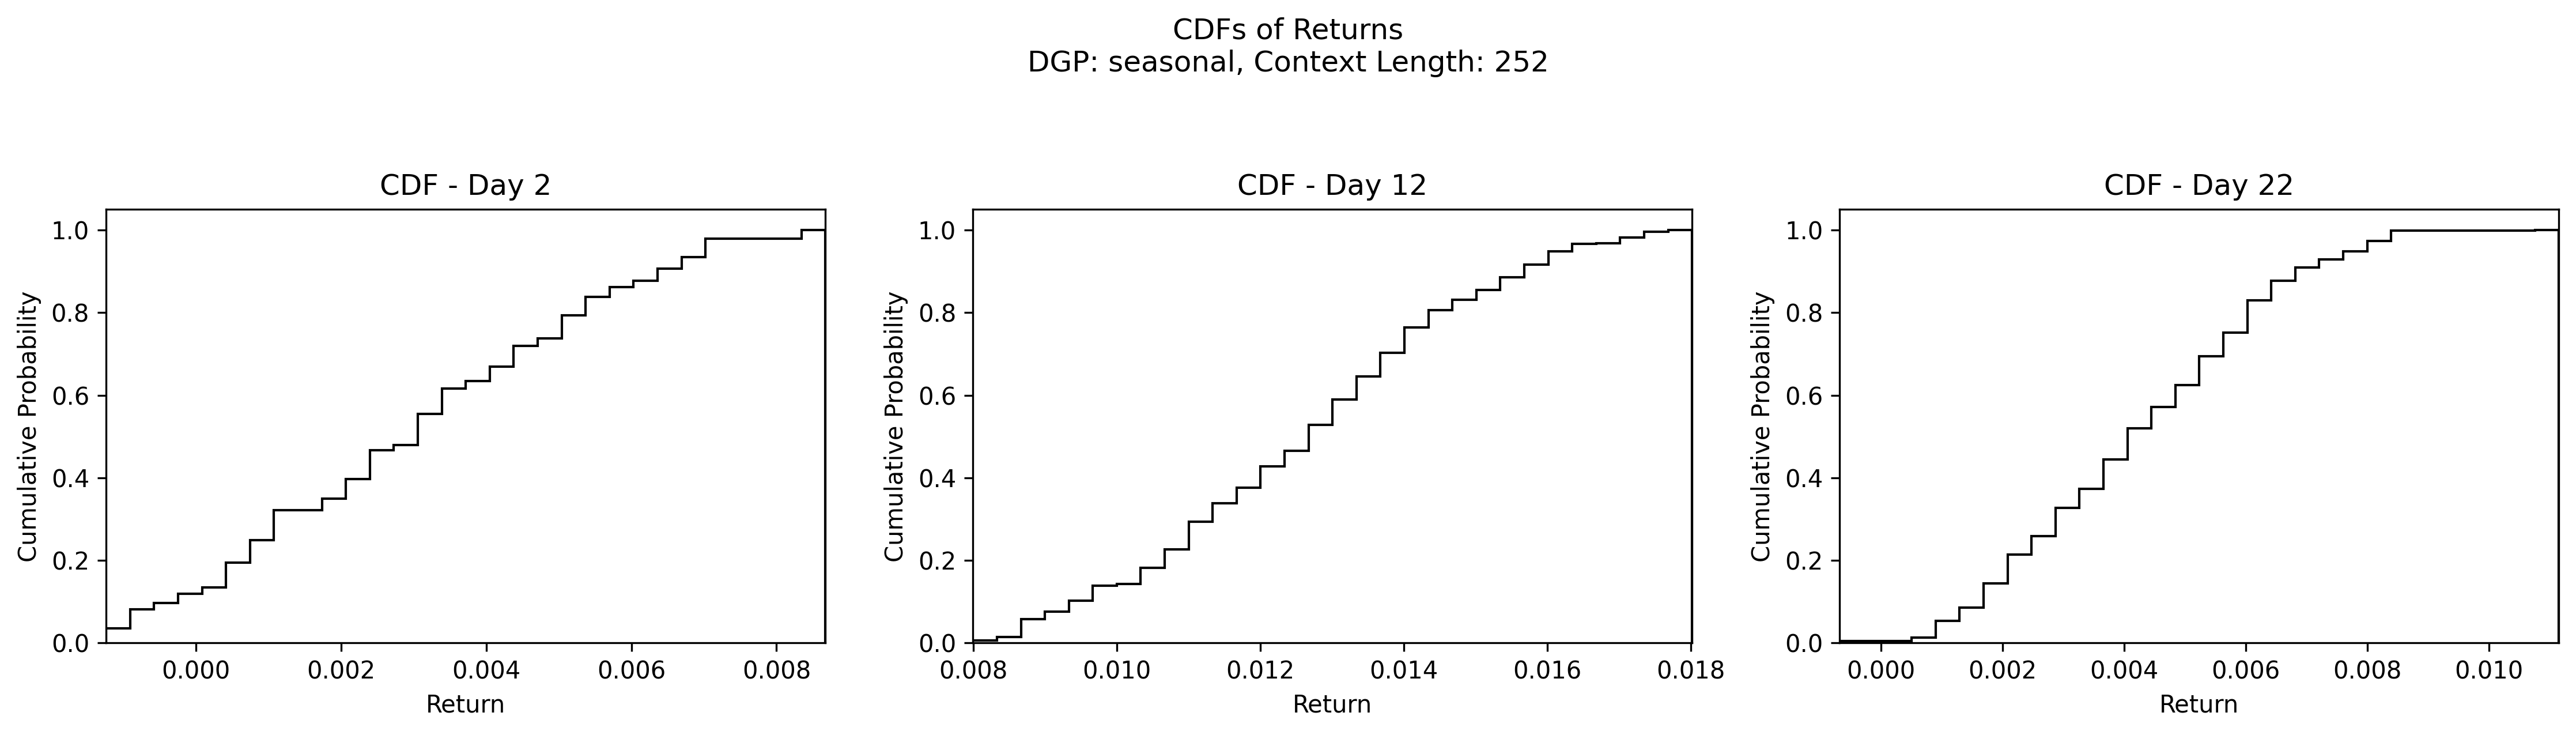 CDFs of Returns
DGP: seasonal, Context Length: 252
CDF - Day 2
1.0
0.8
0.6
0.4
0.2
0.0
Cumulative Probability
0.000 0.002 0.004 0.006 0.008
Return
CDF - Day 12
1.0
0.8
0.6
0.4
0.2
0.0
Cumulative Probability
0.008 0.010 0.012 0.014 0.016 0.018
Return
CDF - Day 22
1.0
0.8
0.6
0.4
0.2
0.0
Cumulative Probability
0.000 0.002 0.004 0.006 0.008 0.010
Return